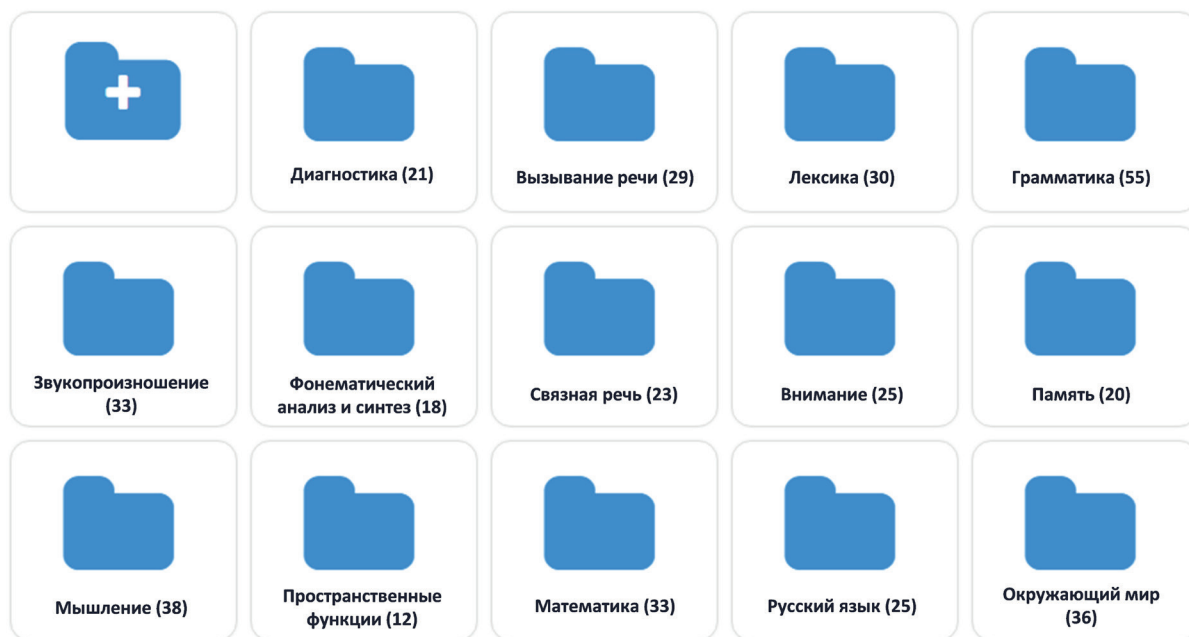 Диагностика (21)
Вызывание речи (29)
Лексика (30)
Грамматика (55)
Звукопроизношение
(33)
Фонематический
анализ и синтез (18)
Связная речь (23)
Внимание (25)
Память (20)
Мышление (38)
Пространственные
функции (12)
Математика (33)
Русский язык (25)
Окружающий мир
(36)